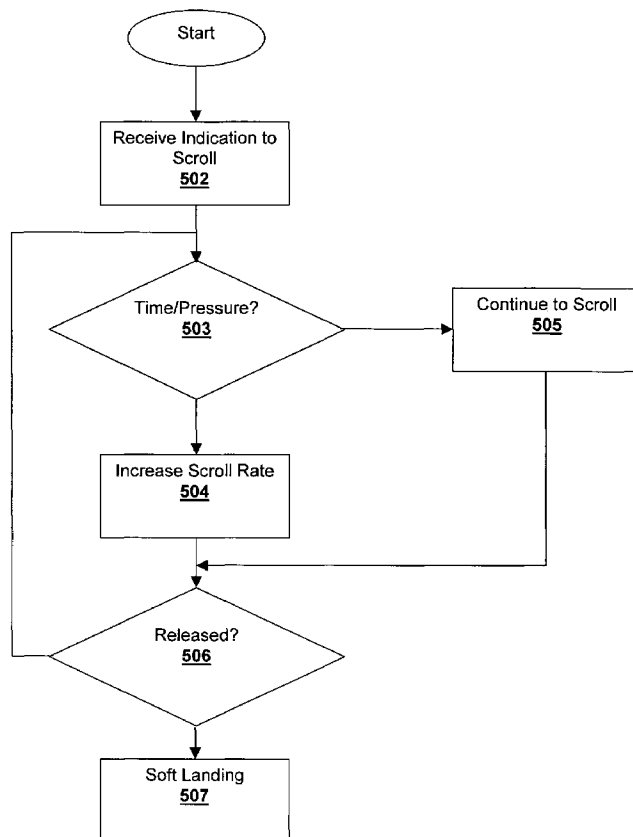 Start
Receive Indication to
Scroll
502
Time/Pressure?
503
Continue to Scroll
505
Increase Scroll Rate
504
Released?
506
Soft Landing
507